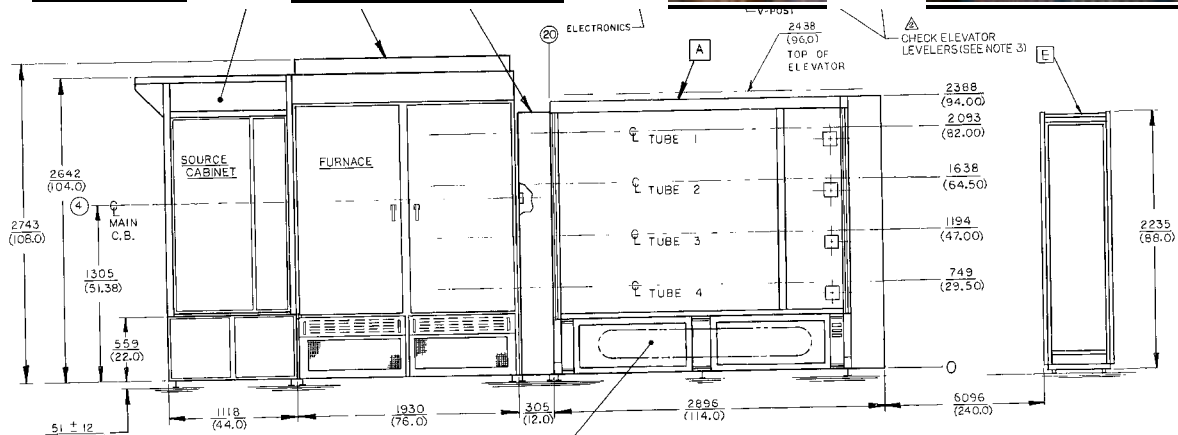 V-POST
20
ELECTRONICS
2438
(96.0)
TOP OF
ELEVATOR
A
2
CHECK ELEVATOR
LEVELERS (SEE NOTE 3)
E
2388
(94.00)
2093
(82.00)
℄ TUBE 1
SOURCE
CABINET
FURNACE
2642
(104.0)
1638
(64.50)
℄ TUBE 2
4
℄
MAIN
C.B.
2743
(108.0)
1194
(47.00)
℄ TUBE 3
2235
(88.0)
1305
(51.38)
749
(29.50)
℄ TUBE 4
559
(22.0)
0
1118
(44.0)
1930
(76.0)
305
(12.0)
2896
(114.0)
6096
(240.0)
51 ± 12